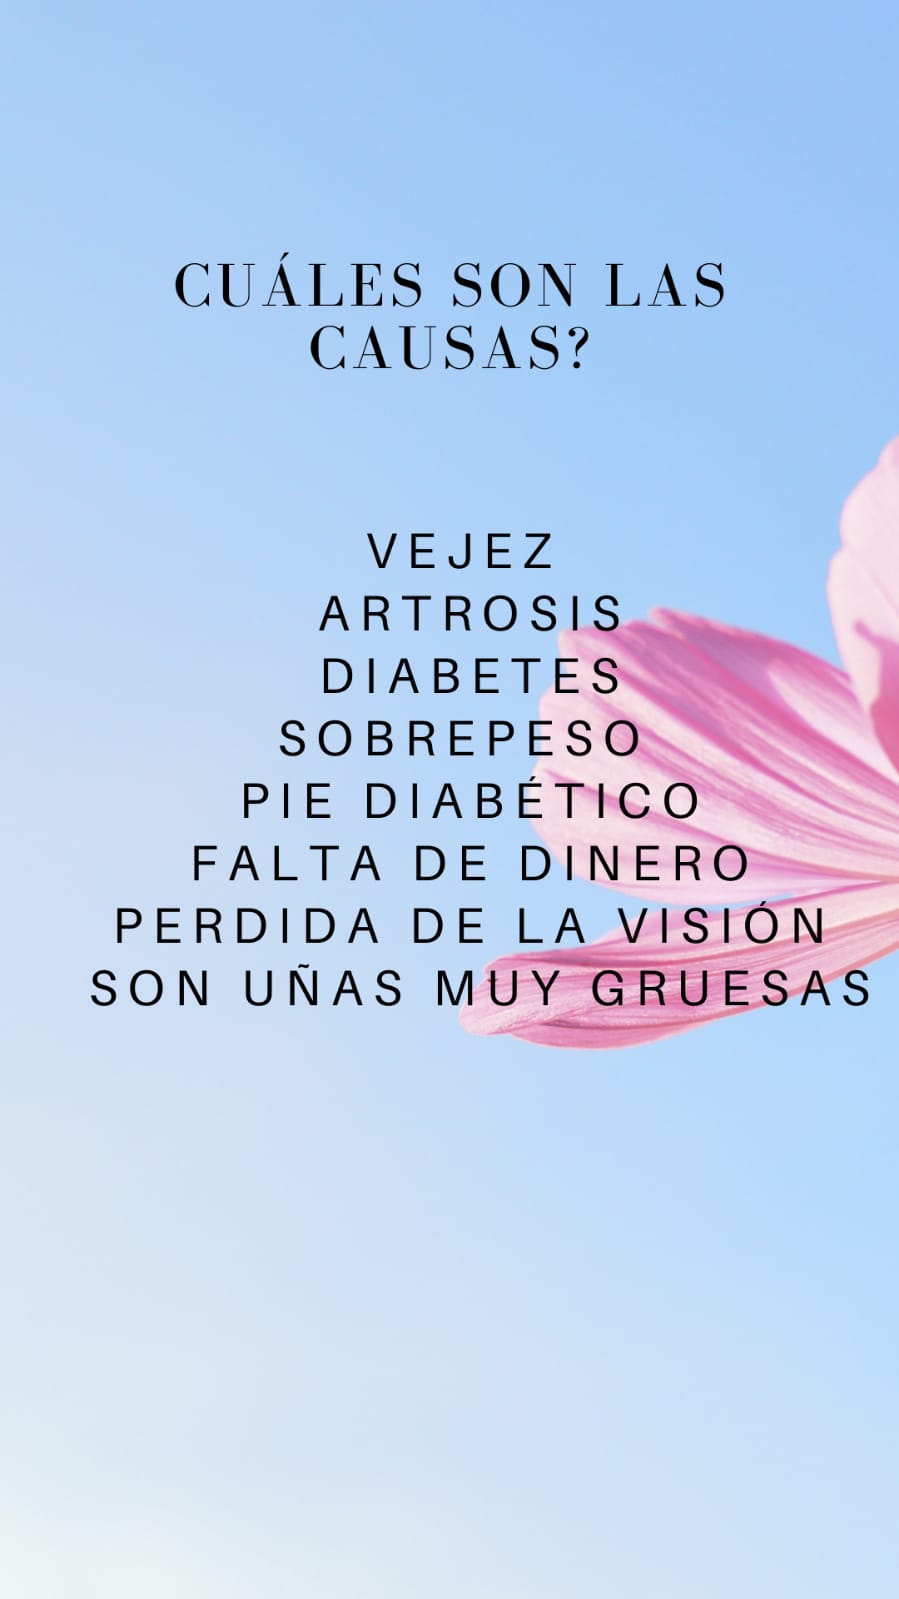 CUÁLES SON LAS
CAUSAS?
VEJEZ
ARTROSIS
DIABETES
SOBREPESO
PIE DIABÉTICO
FALTA DE DINERO
PERDIDA DE LA VISIÓN
SON UÑAS MUY GRUESAS